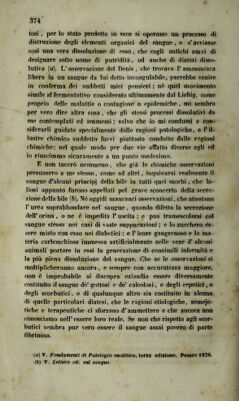 374
tosi, per lo stato predetto in vece si operasse un processo di
distruzione degli elementi organici del sangue, e s'avviasse
così una vera dissoluzione di esso, che cogli antichi amai di
designare sotto nome di putridità, od anche di diatesi disso-
lutiva (a). L'osservazione del Denis, che trovava l'ammoniaca
libera in un sangue da lui detto incoagulabile, parrebbe venire
in conferma dei suddetti miei pensieri; nè quel movimento
simile al fermentativo considerato ultimamente dal Liebig, come
proprio delle malattie o contagiose o epidemiche, mi sembra
per vero dire altra cosa, che gli stessi processi dissolutivi da
me contemplati ed ammessi; salvo che io mi condussi a con-
siderarli guidato specialmente dalle ragioni patologiche, e l'il-
lustre chimico suddetto fuvvi piuttosto condotto dalle ragioni
chimiche: nel quale modo per due vie affatto diverse egli ed
io riuscimmo sicuramente a un punto medesimo.
E non tacerò nemmeno, che già le chimiche osservazioni
persuasero a me stesso, come ad altri, inquinarsi realmente il
sangue d'alcuni principj della bile in tutti quei morbi, che bi-
liosi appunto furono appellati pel grave sconcerto della secre-
zione della bile (b. Nè oggidì mancanci osservazioni, che attestano
l'urea soprabbondare nel sangue, quando difetta la secrezione
dell'orina, o ne è impedita l'uscita; e pus tramescolarsi col
sangue stesso nei casi di vaste suppurazioni; e lo zucchero es-
sere misto con esso nei diabetici: e l'icore gangrenoso e la ma-
teria carbonchiosa immessa artificialmente nelle vene d'alcuni
animali portare in essi la generazione di consimili infermità e
la più piena dissoluzione del sangue. Che se le osservazioni si
moltiplicheranno ancora, e sempre con accuratezza maggiore,
non è improbabile si discopra eziandio essere diversamente
costituito il sangue de' gottosi e de' calcolosi, e degli erpetici, e
degli scorbutici, e di qualunque altro sia costituito in alcuna
di quelle particolari diatesi, che le ragioni etiologiche, semejo-
tiche e terapeutiche ci sforzano d'ammettere e che ancora non
conosciamo nell'essere loro reale. Se non che rispetto agli scor-
butici sembra pur vero essere il sangue assai povero di parte
fibrinosa.
(a) V. Fondamenti di Patologia analitica, terza edizione, Pesaro 1830.
(b) V. Lettera cit. sul sangue.